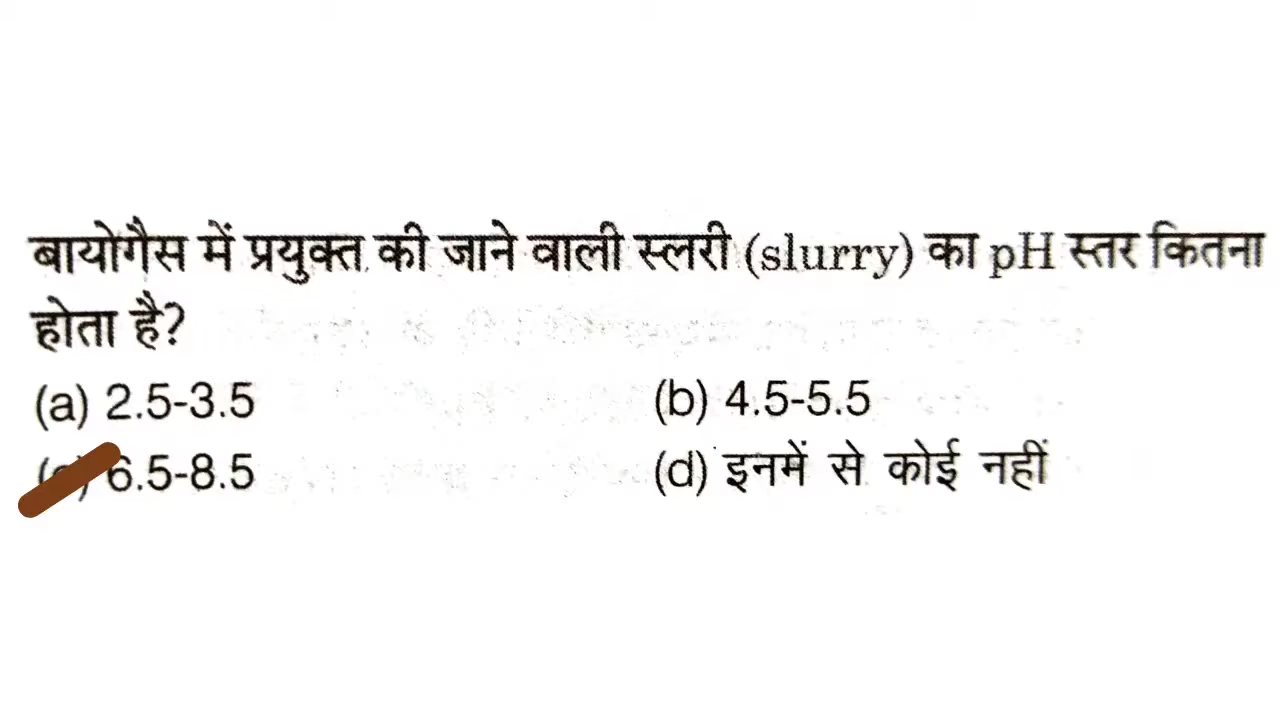 बायोगैस में प्रयुक्त की जाने वाली स्लरी (slurry) का pH स्तर कितना
होता है?
(a) 2.5-3.5 (b) 4.5-5.5
(c) 6.5-8.5 (d) इनमें से कोई नहीं